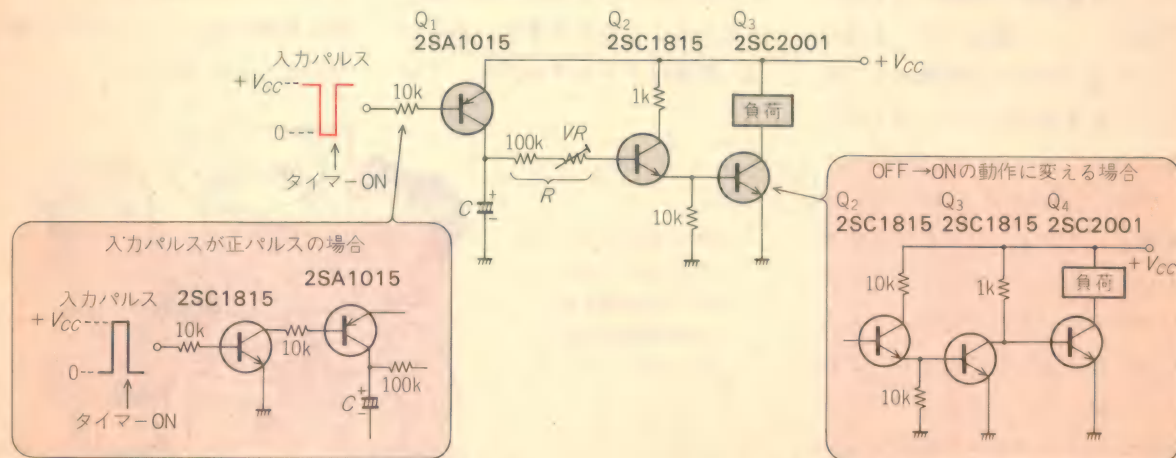 Q1
2SA1015
Q2
2SC1815
Q3
2SC2001
入力パルス
+VCC
0
タイマーON
10k
1k
負荷
+VCC
100k
VR
R
C
+
-
10k
入力パルスが正パルスの場合
2SA1015
入力パルス
2SC1815
+VCC
0
タイマーON
10k
10k
100k
C
+
-
OFF→ONの動作に変える場合
Q2
2SC1815
Q3
2SC1815
Q4
2SC2001
+VCC
10k
1k
負荷
10k